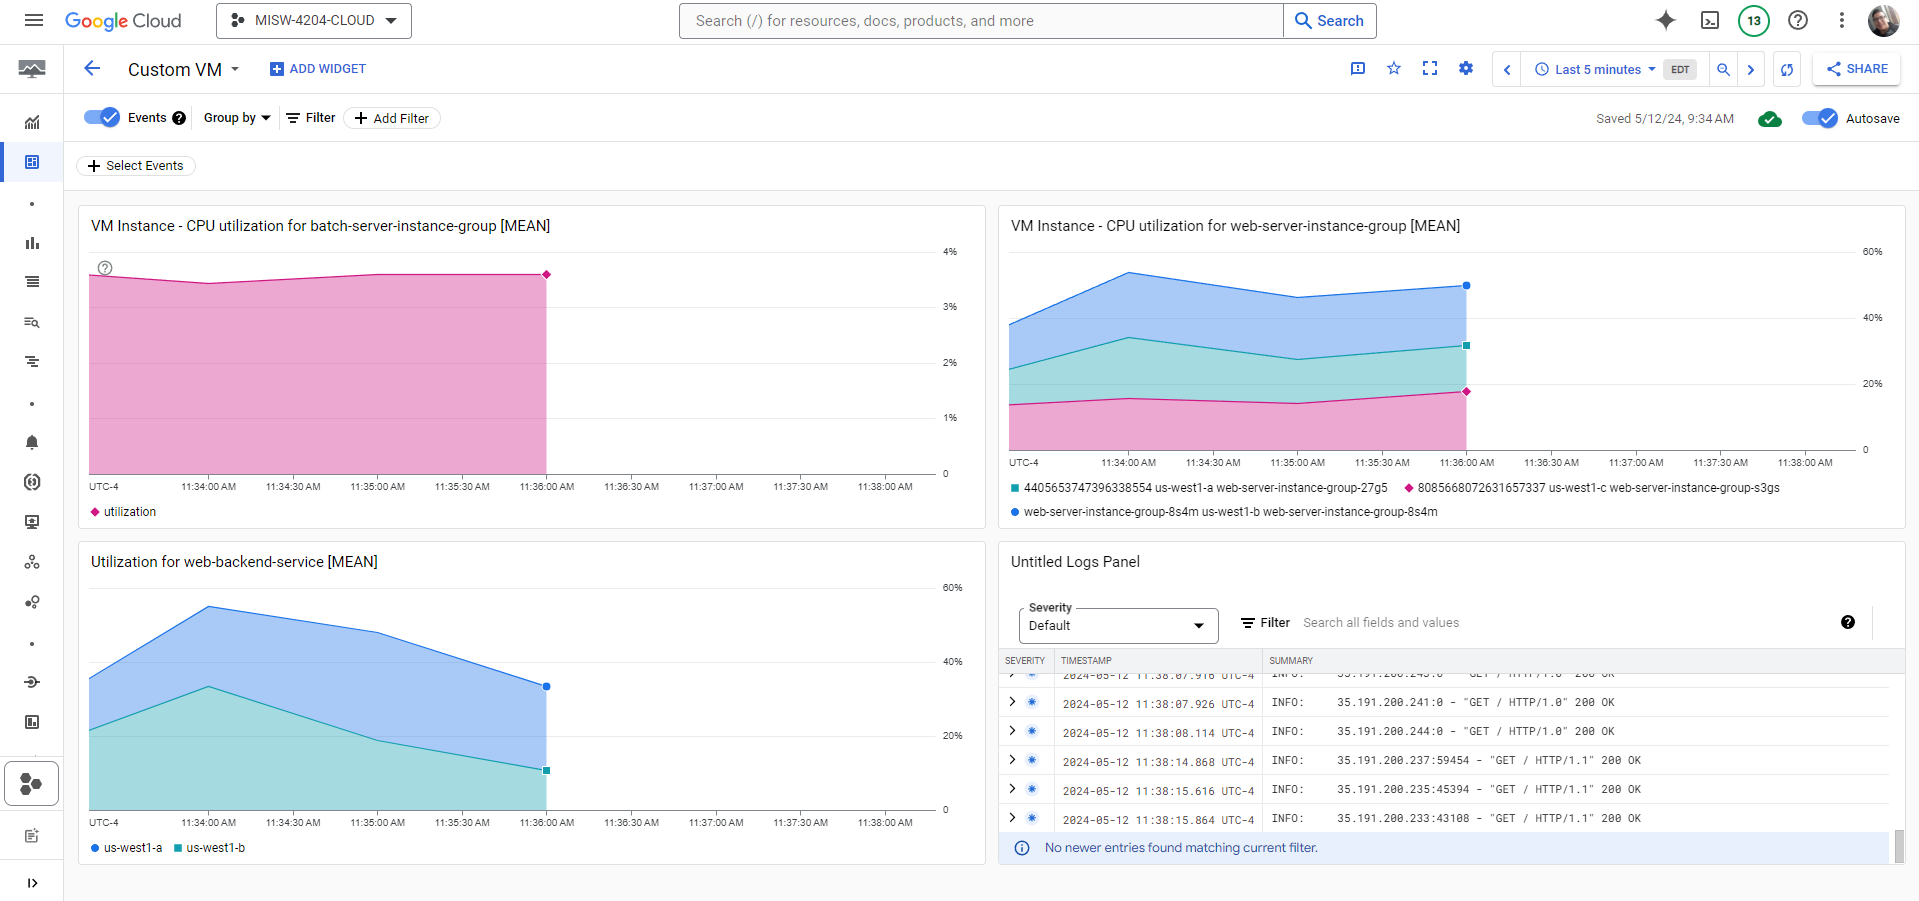 Google Cloud
MISW-4204-CLOUD
Search (/) for resources, docs, products, and more
Search
13
Custom VM
ADD WIDGET
Last 5 minutes
EDT
SHARE
Events
Group by
Filter
Add Filter
Saved 5/12/24, 9:34 AM
Autosave
Select Events
VM Instance - CPU utilization for batch-server-instance-group [MEAN]
4%
3%
2%
1%
0
UTC-4 11:34:00 AM 11:34:30 AM 11:35:00 AM 11:35:30 AM 11:36:00 AM 11:36:30 AM 11:37:00 AM 11:37:30 AM 11:38:00 AM
utilization
VM Instance - CPU utilization for web-server-instance-group [MEAN]
60%
40%
20%
0
UTC-4 11:34:00 AM 11:34:30 AM 11:35:00 AM 11:35:30 AM 11:36:00 AM 11:36:30 AM 11:37:00 AM 11:37:30 AM 11:38:00 AM
4405653747396338554 us-west1-a web-server-instance-group-27g5 8085668072631657337 us-west1-c web-server-instance-group-s3gs
web-server-instance-group-8s4m us-west1-b web-server-instance-group-8s4m
Utilization for web-backend-service [MEAN]
60%
40%
20%
0
UTC-4 11:34:00 AM 11:34:30 AM 11:35:00 AM 11:35:30 AM 11:36:00 AM 11:36:30 AM 11:37:00 AM 11:37:30 AM 11:38:00 AM
us-west1-a us-west1-b
Untitled Logs Panel
Severity
Default
Filter
Search all fields and values
SEVERITY TIMESTAMP SUMMARY
2024-05-12 11:38:07.916 UTC-4 INFO: 35.191.200.243:0 - "GET / HTTP/1.0" 200 OK
2024-05-12 11:38:07.926 UTC-4 INFO: 35.191.200.241:0 - "GET / HTTP/1.0" 200 OK
2024-05-12 11:38:08.114 UTC-4 INFO: 35.191.200.244:0 - "GET / HTTP/1.0" 200 OK
2024-05-12 11:38:14.868 UTC-4 INFO: 35.191.200.237:59454 - "GET / HTTP/1.1" 200 OK
2024-05-12 11:38:15.616 UTC-4 INFO: 35.191.200.235:45394 - "GET / HTTP/1.1" 200 OK
2024-05-12 11:38:15.864 UTC-4 INFO: 35.191.200.233:43108 - "GET / HTTP/1.1" 200 OK
No newer entries found matching current filter.